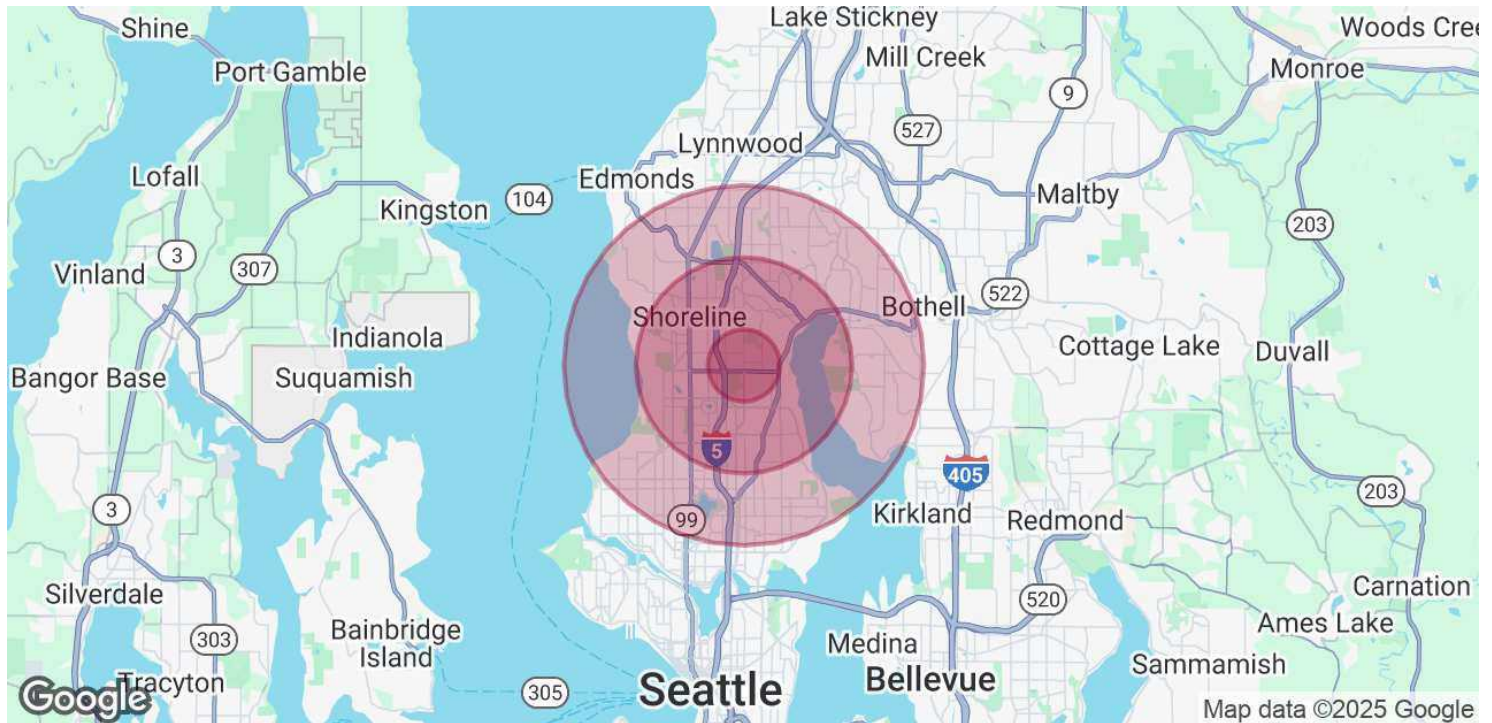 Lake Stickney
Shine
Woods Cree
Mill Creek
Port Gamble
Monroe
9
527
Lynnwood
Lofall
Edmonds
104
Maltby
Kingston
203
3
307
Vinland
522
Bothell
Shoreline
Indianola
Cottage Lake
Duvall
Bangor Base
Suquamish
5
405
203
3
99
Kirkland
Redmond
Silverdale
520
Carnation
303
Bainbridge
Island
Ames Lake
Medina
Sammamish
Tracyton
Bellevue
305
Seattle
Google
Map data ©2025 Google